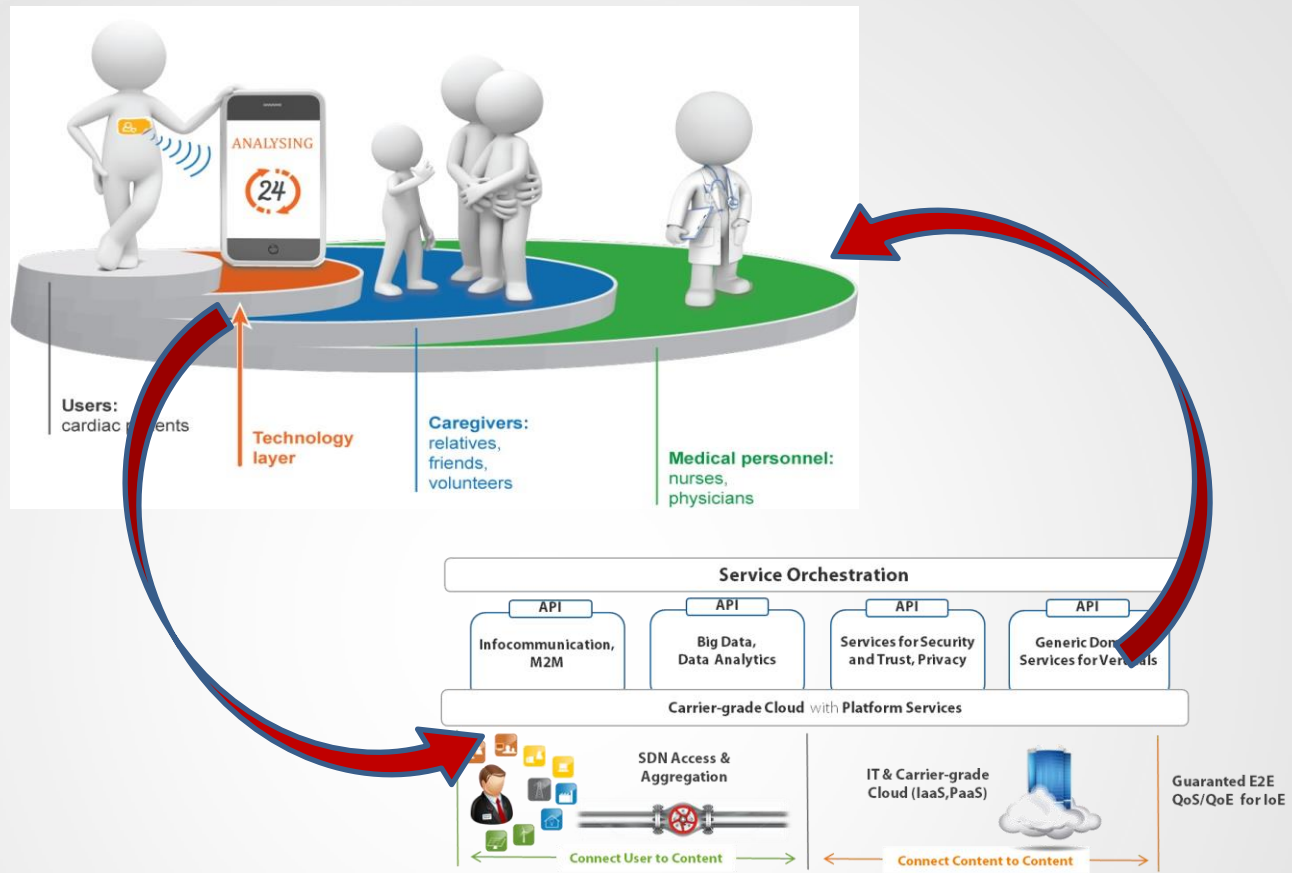 ANALYSING
24
Users:
cardiac
Technology
layer
Caregivers:
relatives,
friends,
volunteers
Medical personnel:
nurses,
physicians
Service Orchestration
API
API
API
API
Infocommunication,
M2M
Big Data,
Data Analytics
Services for Security
and Trust, Privacy
Generic
Services for
Carrier-grade Cloud with Platform Services
SDN Access &
Aggregation
IT & Carrier-grade
Cloud (IaaS,PaaS)
Guaranted E2E
QoS/QoE for IoE
Connect User to Content
Connect Content to Content